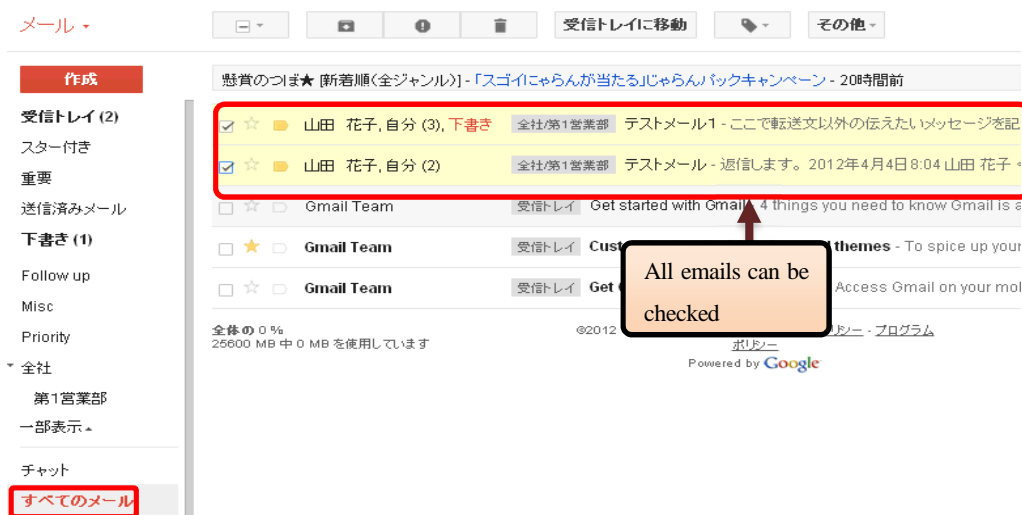 メール
受信トレイに移動
その他
作成
懸賞のつぼ★ [新着順(全ジャンル)] - 「スゴイにゃらんが当たる」じゃらんパックキャンペーン - 20時間前
受信トレイ (2)
スター付き
重要
送信済みメール
下書き (1)
Follow up
Misc
Priority
全社
第1営業部
一部表示
チャット
すべてのメール
山田 花子, 自分 (3), 下書き 全社/第1営業部 テストメール1 - ここで転送文以外の伝えたいメッセージを記
山田 花子, 自分 (2) 全社/第1営業部 テストメール - 返信します。 2012年4月4日 8:04 山田 花子 <
Gmail Team 受信トレイ Get started with Gmail 4 things you need to know Gmail is a
Gmail Team 受信トレイ Cust themes - To spice up your
Gmail Team 受信トレイ Get Access Gmail on your mol
All emails can be
checked
全体の 0 %
25600 MB 中 0 MB を使用しています
©2012 リシー - プログラム
ポリシー
Powered by Google